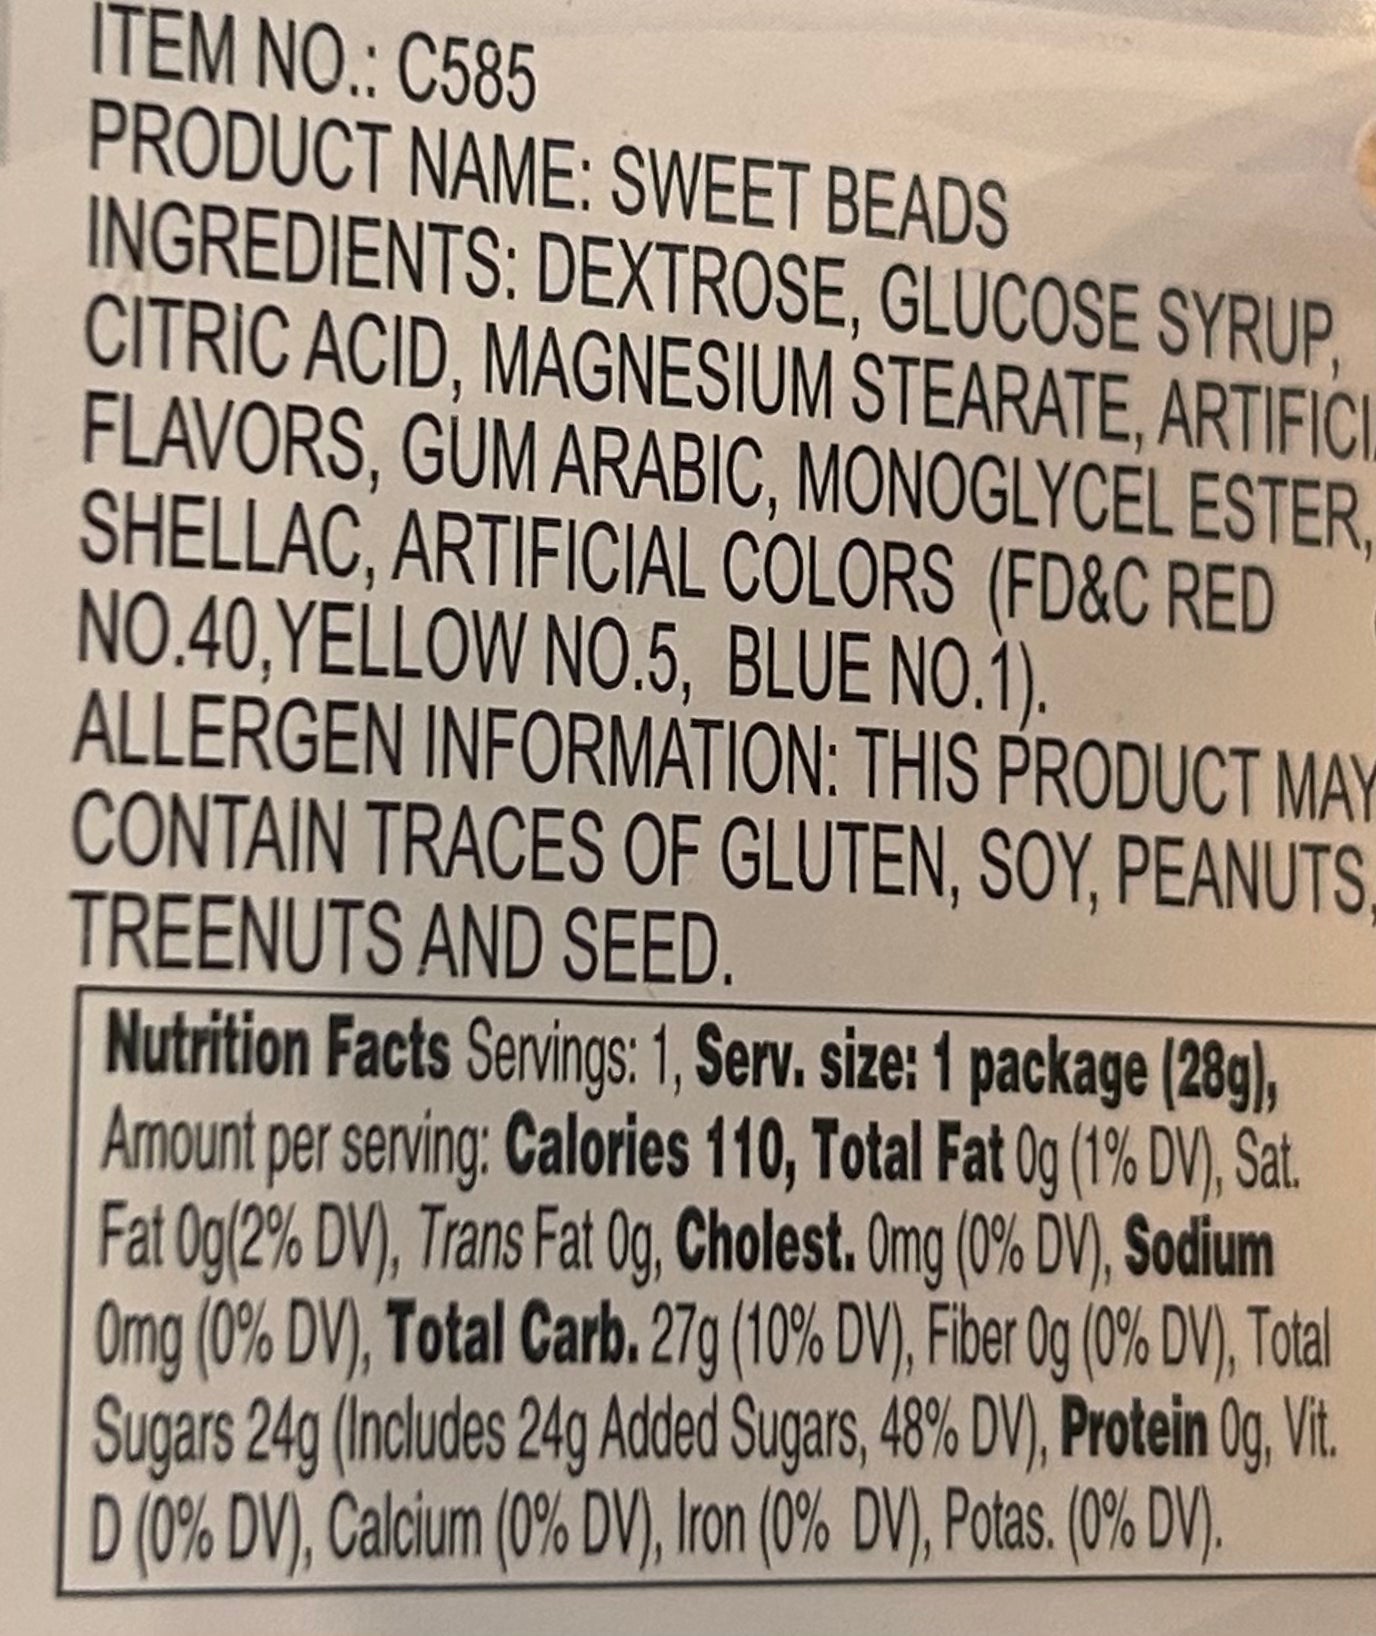 ITEM NO.: C585
PRODUCT NAME: SWEET BEADS
INGREDIENTS: DEXTROSE, GLUCOSE SYRUP,
CITRIC ACID, MAGNESIUM STEARATE, ARTIFICIA
FLAVORS, GUM ARABIC, MONOGLYCEL ESTER,
SHELLAC, ARTIFICIAL COLORS (FD&C RED
NO.40,YELLOW NO.5, BLUE NO.1).
ALLERGEN INFORMATION: THIS PRODUCT MAY
CONTAIN TRACES OF GLUTEN, SOY, PEANUTS,
TREENUTS AND SEED.
Nutrition Facts Servings: 1, Serv. size: 1 package (28g),
Amount per serving: Calories 110, Total Fat 0g (1% DV), Sat.
Fat 0g(2% DV), Trans Fat 0g, Cholest. 0mg (0% DV), Sodium
0mg (0% DV), Total Carb. 27g (10% DV), Fiber 0g (0% DV), Total
Sugars 24g (Includes 24g Added Sugars, 48% DV), Protein 0g, Vit.
D (0% DV), Calcium (0% DV), Iron (0% DV), Potas. (0% DV).